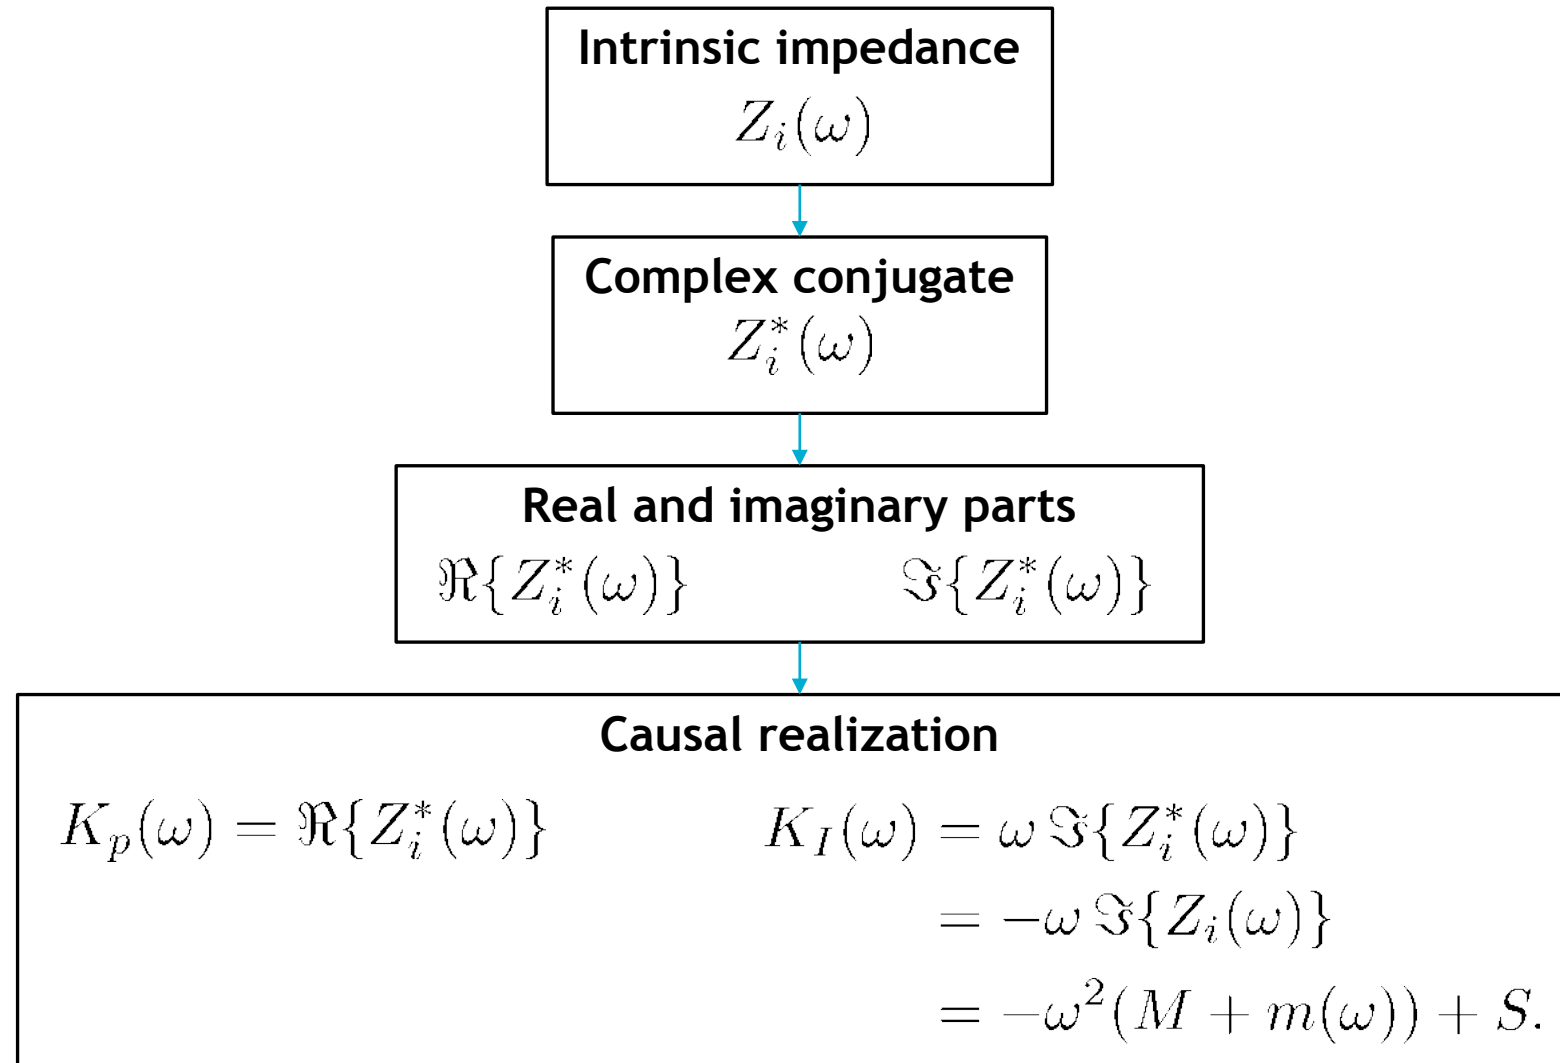 Intrinsic impedance
Z_i(ω)
Complex conjugate
Z_i^*(ω)
Real and imaginary parts
ℜ{Z_i^*(ω)} ℑ{Z_i^*(ω)}
Causal realization
K_p(ω) = ℜ{Z_i^*(ω)} K_I(ω) = ω ℑ{Z_i^*(ω)}
= −ω ℑ{Z_i(ω)}
= −ω^2(M + m(ω)) + S.